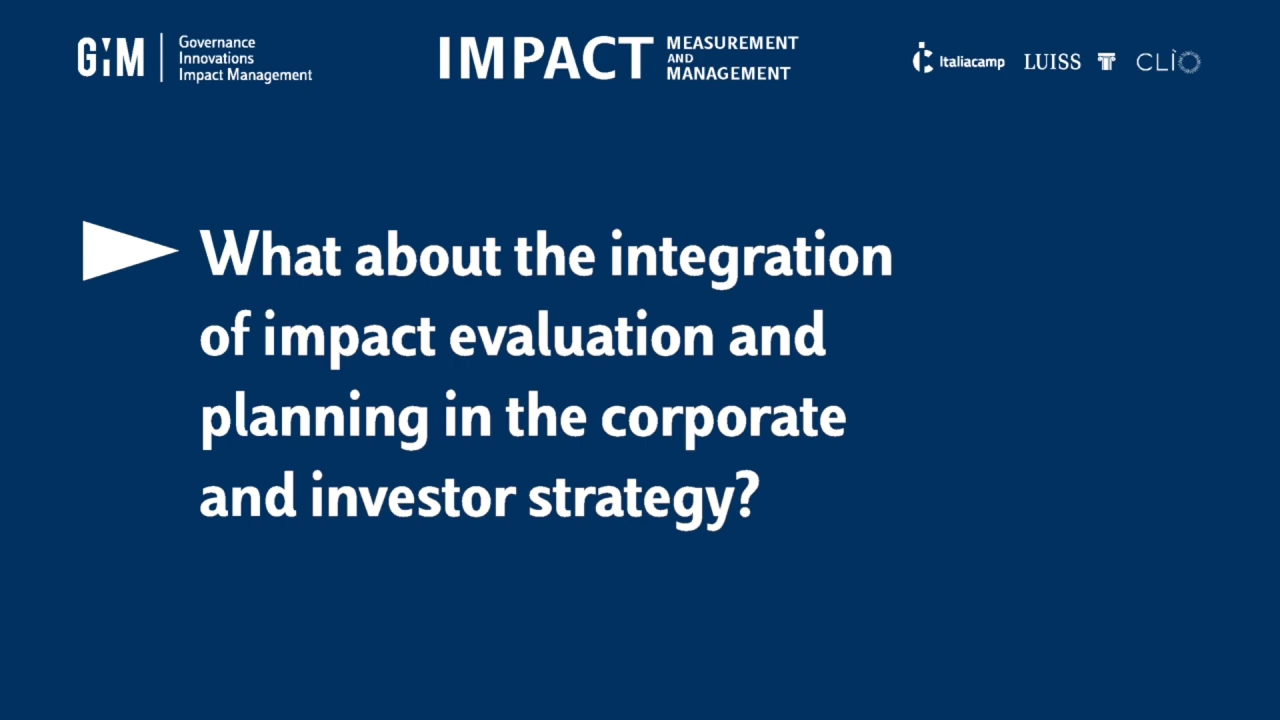 GIM
Governance
Innovations
Impact Management
IMPACT
MEASUREMENT
AND
MANAGEMENT
Italiacamp
LUISS
CLÌO
What about the integration
of impact evaluation and
planning in the corporate
and investor strategy?